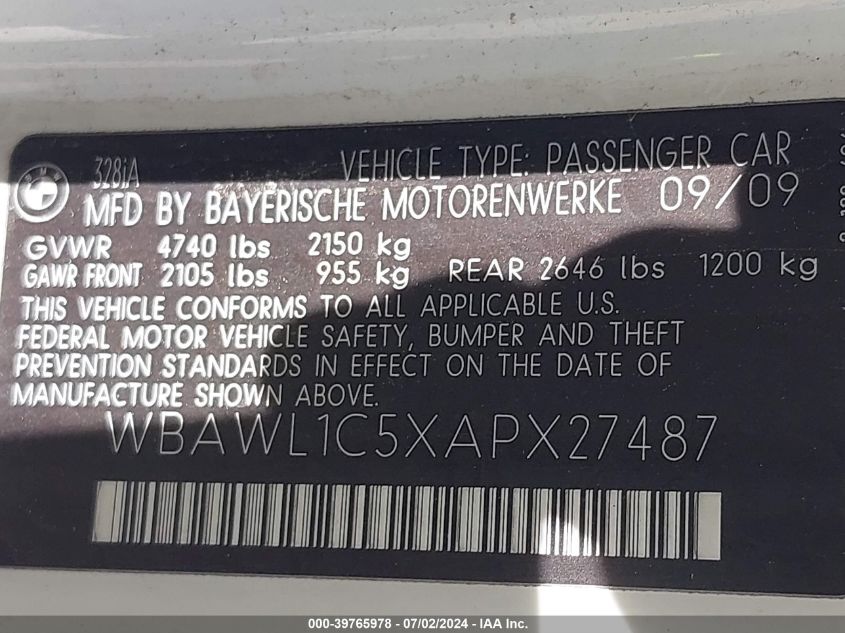 328iA VEHICLE TYPE: PASSENGER CAR
BMW MFD BY BAYERISCHE MOTORENWERKE 09/09
GVWR 4740 lbs 2150 kg
GAWR FRONT 2105 lbs 955 kg REAR 2646 lbs 1200 kg
THIS VEHICLE CONFORMS TO ALL APPLICABLE U.S.
FEDERAL MOTOR VEHICLE SAFETY, BUMPER AND THEFT
PREVENTION STANDARDS IN EFFECT ON THE DATE OF
MANUFACTURE SHOWN ABOVE.
WBAWL1C5XAPX27487
000-39765978 - 07/02/2024 - IAA Inc.